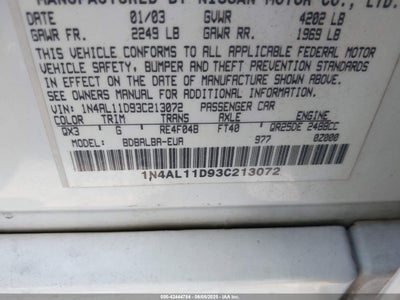 MANUFACTURED BY NISSAN MOTOR CO., LTD.
DATE 01/03 GVWR 4202 LB
GAWR FR. 2249 LB GAWR RR. 1969 LB
THIS VEHICLE CONFORMS TO ALL APPLICABLE FEDERAL MOTOR
VEHICLE SAFETY, BUMPER AND THEFT PREVENTION STANDARDS
IN EFFECT ON THE DATE OF MANUFACTURE SHOWN ABOVE.
SEE OWNERS MANUAL FOR ADDITIONAL INFORMATION.
1N4AL11D93C213072 PASSENGER CAR
COLOR TRIM TRANS AXLE ENGINE
QX3 G RE4F04B FT40 QR25DE 2488CC
MODEL BDBALBA-EUA 977 0Z000
1N4AL11D93C213072